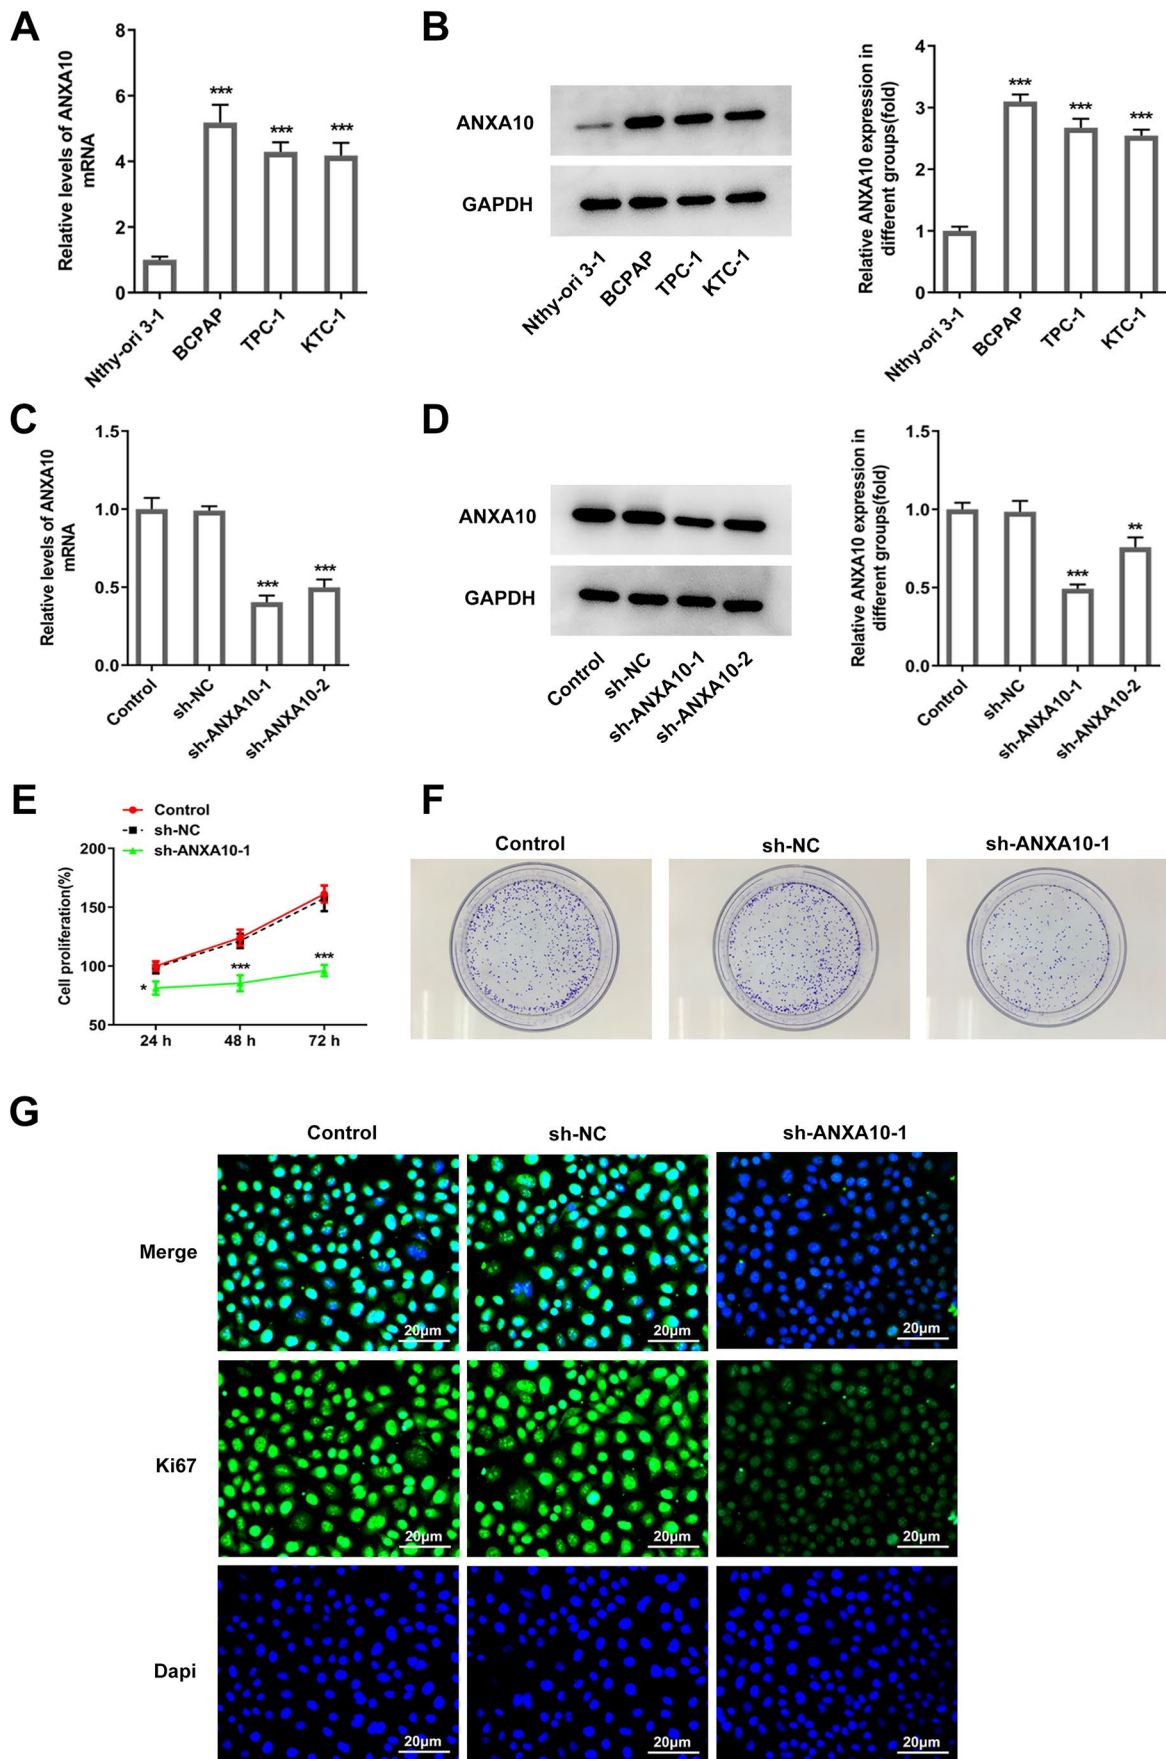 A
Relative levels of ANXA10
mRNA
8
6
4
2
0
***
***
***
Nthy-ori 3-1
BCPAP
TPC-1
KTC-1
B
ANXA10
GAPDH
Nthy-ori 3-1
BCPAP
TPC-1
KTC-1
Relative ANXA10 expression in
different groups(fold)
4
3
2
1
0
***
***
***
Nthy-ori 3-1
BCPAP
TPC-1
KTC-1
C
Relative levels of ANXA10
mRNA
1.5
1.0
0.5
0.0
***
***
Control
sh-NC
sh-ANXA10-1
sh-ANXA10-2
D
ANXA10
GAPDH
Control
sh-NC
sh-ANXA10-1
sh-ANXA10-2
Relative ANXA10 expression in
different groups(fold)
1.5
1.0
0.5
0.0
***
**
Control
sh-NC
sh-ANXA10-1
sh-ANXA10-2
E
Control
sh-NC
sh-ANXA10-1
Cell proliferation(%)
200
150
100
50
*
***
***
24 h
48 h
72 h
F
Control
sh-NC
sh-ANXA10-1
G
Control
sh-NC
sh-ANXA10-1
Merge
20μm
20μm
20μm
Ki67
20μm
20μm
20μm
Dapi
20μm
20μm
20μm